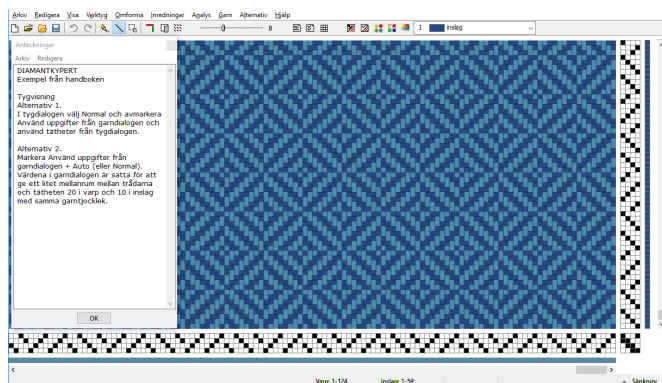 Arkiv Redigera Visa Verktyg Omforma Inredningar Analys Garn Alternativ Hjälp
8 1 inslag
Anteckningar
Arkiv Redigera
DIAMANTKYPERT
Exempel från handboken
Tygvisning
Alternativ 1.
I tygdialogen välj Normal och avmarkera
Använd uppgifter från garndialogen och
använd tätheter från tygdialogen.
Alternativ 2.
Markera Använd uppgifter från
garndialogen + Auto (eller Normal).
Värdena i garndialogen är satta för att
ge ett litet mellanrum mellan trådarna
och tätheten 20 i varp och 10 i inslag
med samma garntjocklek.
OK
Varp: 1-124 Inslag: 1-59 = Sänkning